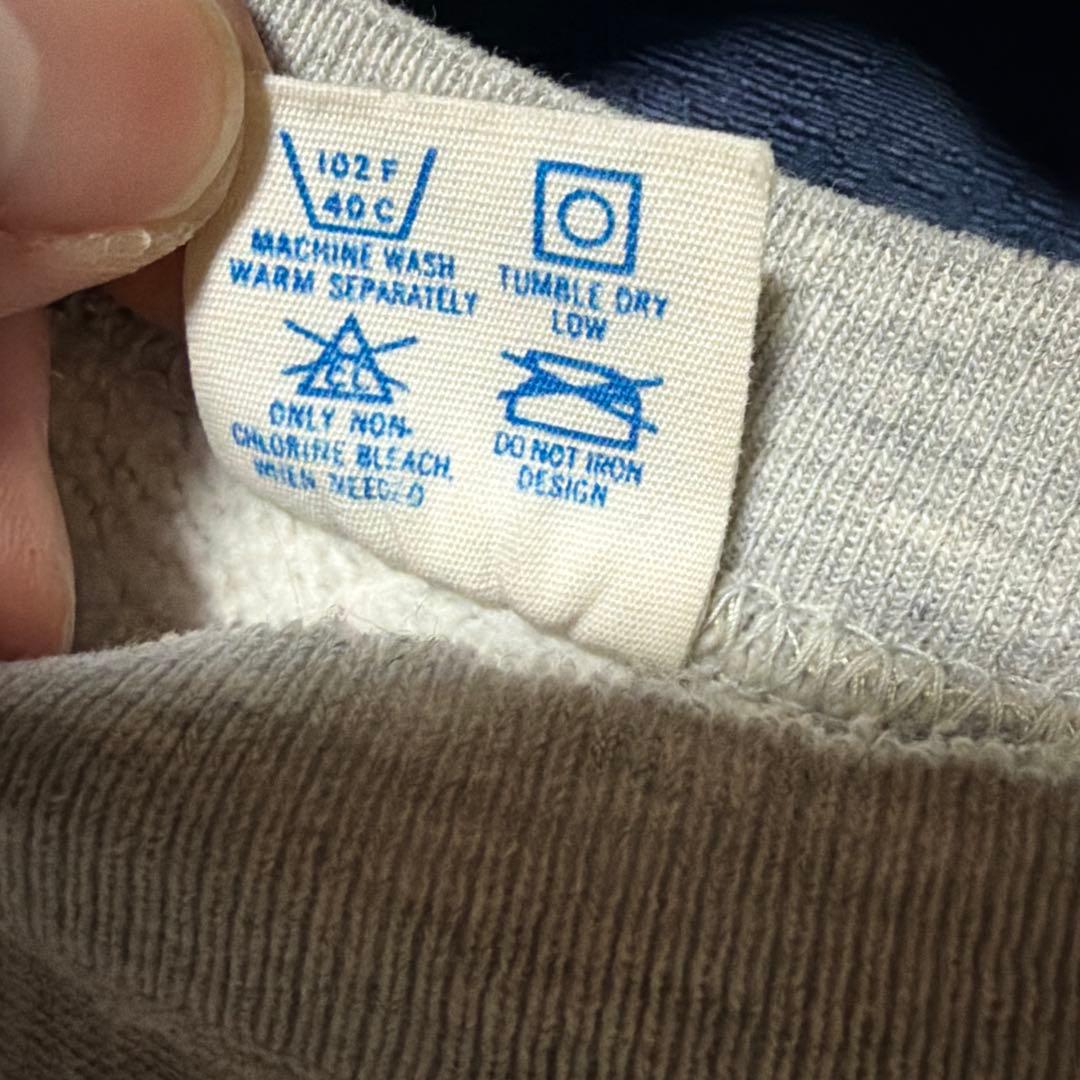 102 F
40 C
MACHINE WASH
WARM SEPARATELY
TUMBLE DRY
LOW
CL
ONLY NON-
CHLORINE BLEACH,
WHEN NEEDED
DO NOT IRON
DESIGN